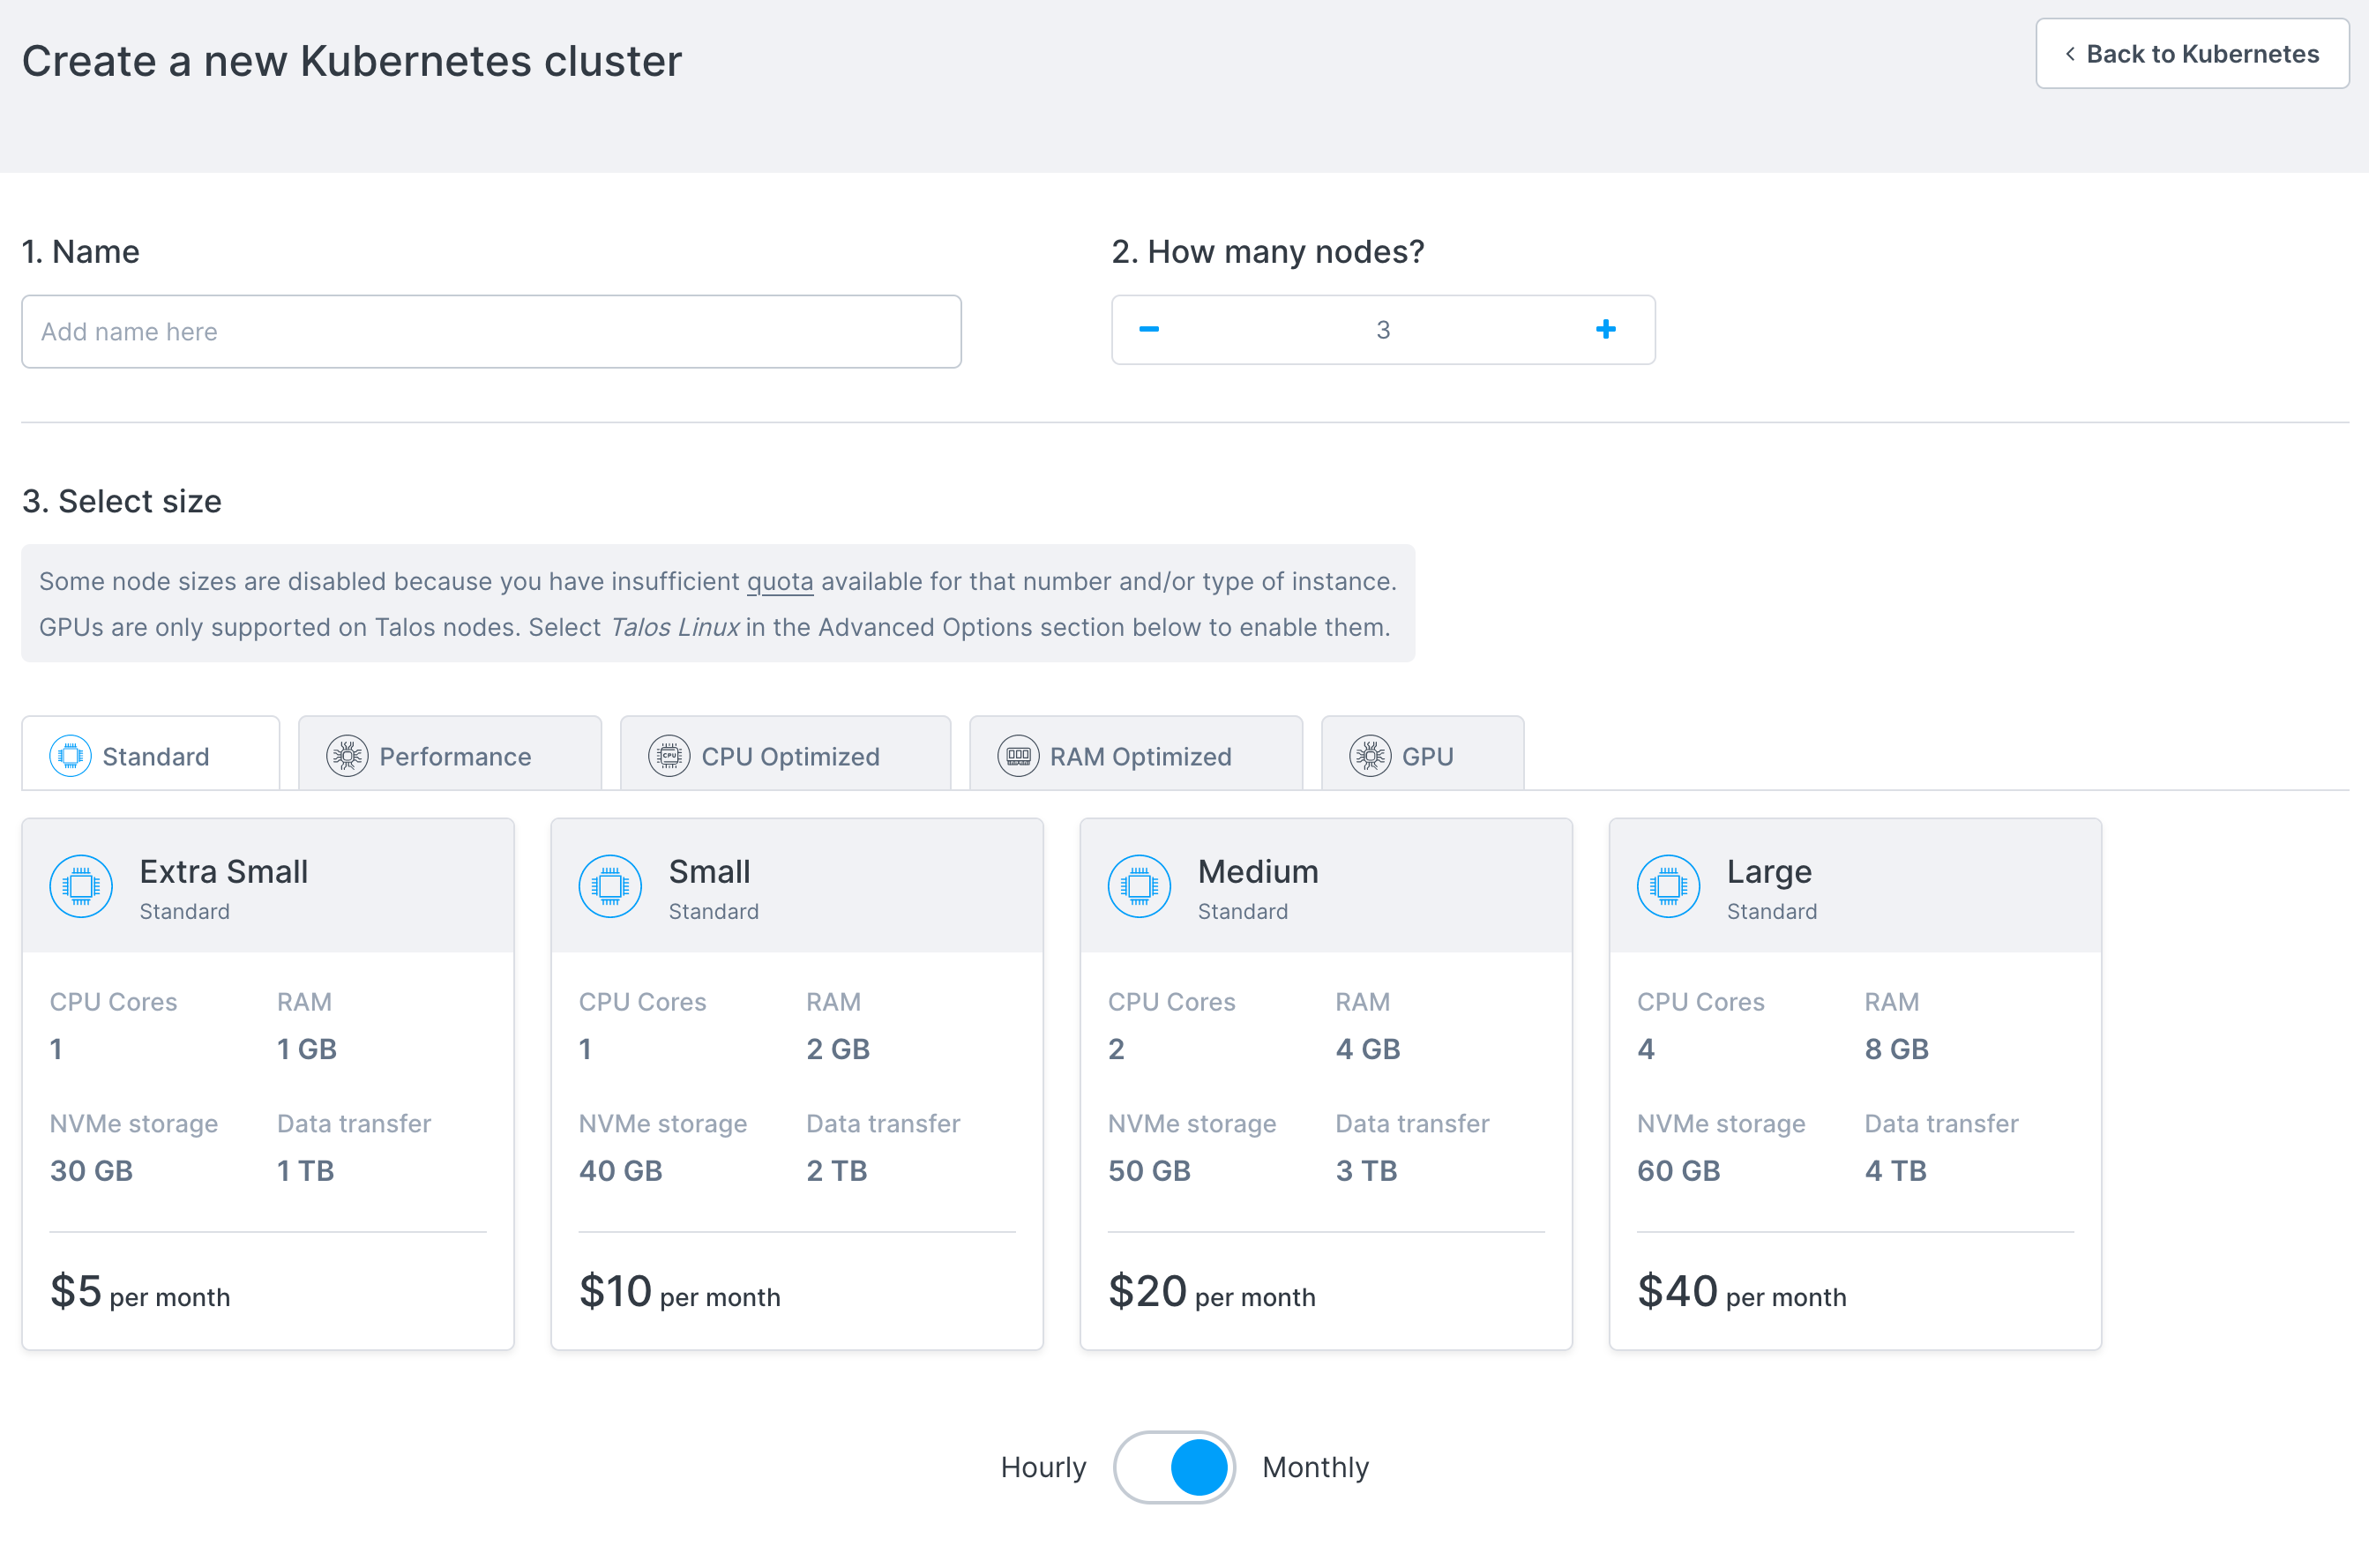 Create a new Kubernetes cluster
‹ Back to Kubernetes
1. Name
2. How many nodes?
Add name here
3
3. Select size
Some node sizes are disabled because you have insufficient quota available for that number and/or type of instance.
GPUs are only supported on Talos nodes. Select Talos Linux in the Advanced Options section below to enable them.
Standard
Performance
CPU
CPU Optimized
RAM Optimized
GPU
Extra Small
Standard
CPU Cores
RAM
1
1 GB
NVMe storage
Data transfer
30 GB
1 TB
$5 per month
Small
Standard
CPU Cores
RAM
1
2 GB
NVMe storage
Data transfer
40 GB
2 TB
$10 per month
Medium
Standard
CPU Cores
RAM
2
4 GB
NVMe storage
Data transfer
50 GB
3 TB
$20 per month
Large
Standard
CPU Cores
RAM
4
8 GB
NVMe storage
Data transfer
60 GB
4 TB
$40 per month
Hourly
Monthly